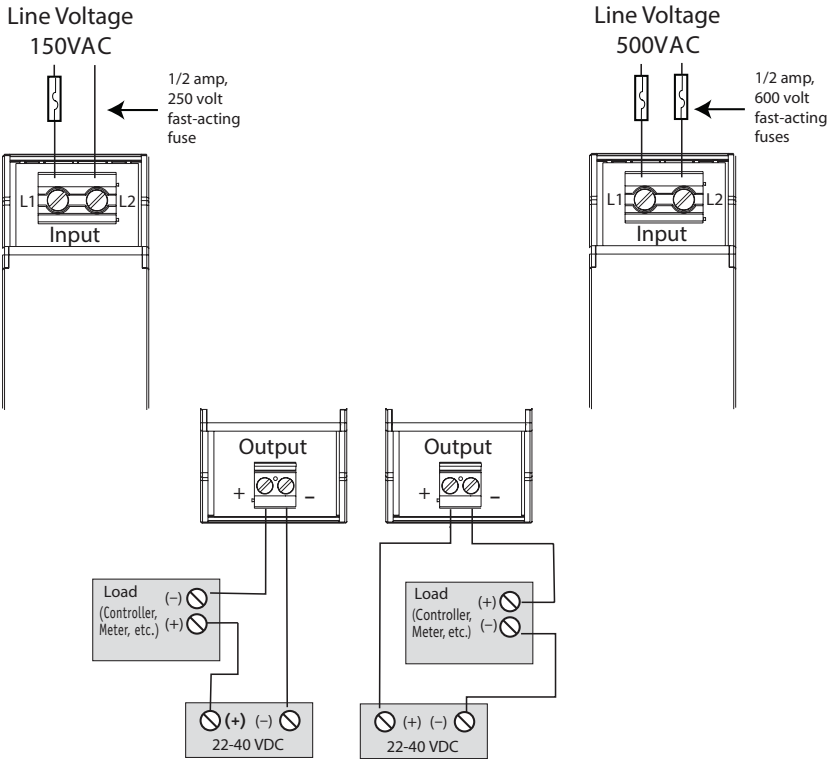 Line Voltage
150VAC
1/2 amp,
250 volt
fast-acting
fuse
L1
L2
Input
Line Voltage
500VAC
1/2 amp,
600 volt
fast-acting
fuses
L1
L2
Input
Output
+ –
Load
(Controller,
Meter, etc.)
(–)
(+)
(+) (–)
22-40 VDC
Output
+ –
Load
(Controller,
Meter, etc.)
(+)
(–)
(+) (–)
22-40 VDC